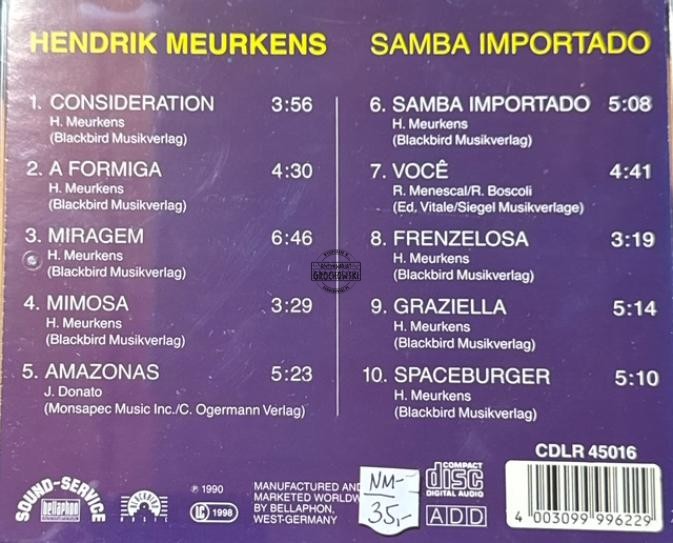 HENDRIK MEURKENS
SAMBA IMPORTADO
1. CONSIDERATION 3:56
H. Meurkens
(Blackbird Musikverlag)
2. A FORMIGA 4:30
H. Meurkens
(Blackbird Musikverlag)
3. MIRAGEM 6:46
H. Meurkens
(Blackbird Musikverlag)
4. MIMOSA 3:29
H. Meurkens
(Blackbird Musikverlag)
5. AMAZONAS 5:23
J. Donato
(Monsapec Music Inc./C. Ogermann Verlag)
6. SAMBA IMPORTADO 5:08
H. Meurkens
(Blackbird Musikverlag)
7. VOCÊ 4:41
R. Menescal/R. Boscoli
(Ed. Vitale/Siegel Musikverlage)
8. FRENZELOSA 3:19
H. Meurkens
(Blackbird Musikverlag)
9. GRAZIELLA 5:14
H. Meurkens
(Blackbird Musikverlag)
10. SPACEBURGER 5:10
H. Meurkens
(Blackbird Musikverlag)
GROCHOWSKI
SOUND-SERVICE
bellaphon
MUSIC
℗ 1990
LC 1998
MANUFACTURED AND
MARKETED WORLDW
BY BELLAPHON,
WEST-GERMANY
NM-
35,-
COMPACT
disc
DIGITAL AUDIO
ADD
CDLR 45016
4 003099 996229